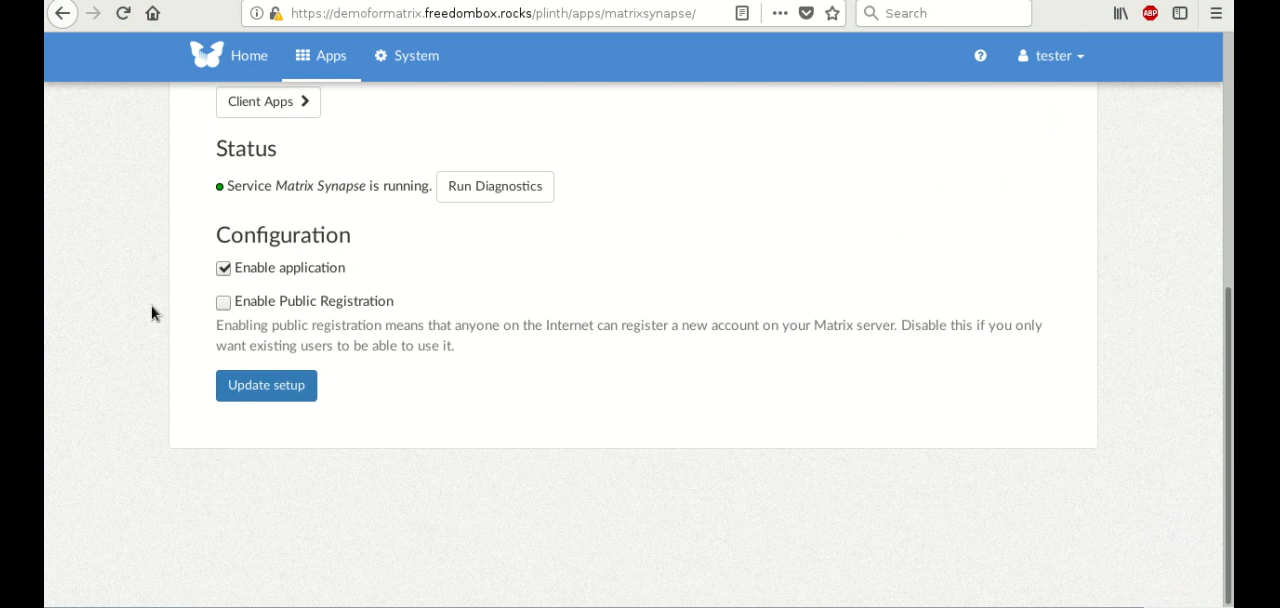 https://demoformatrix.freedombox.rocks/plinth/apps/matrixsynapse/
Search
ABP
Home
Apps
System
tester
Client Apps
Status
Service Matrix Synapse is running.
Run Diagnostics
Configuration
Enable application
Enable Public Registration
Enabling public registration means that anyone on the Internet can register a new account on your Matrix server. Disable this if you only
want existing users to be able to use it.
Update setup